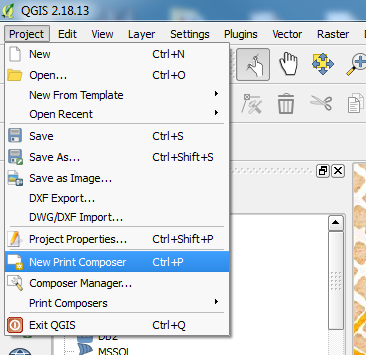 QGIS 2.18.13
Project Edit View Layer Settings Plugins Vector Raster
New Ctrl+N
Open... Ctrl+O
New From Template
Open Recent
Save Ctrl+S
Save As... Ctrl+Shift+S
Save as Image...
DXF Export...
DWG/DXF Import...
Project Properties... Ctrl+Shift+P
New Print Composer Ctrl+P
Composer Manager...
Print Composers
Exit QGIS Ctrl+Q
DB2
MSSQL